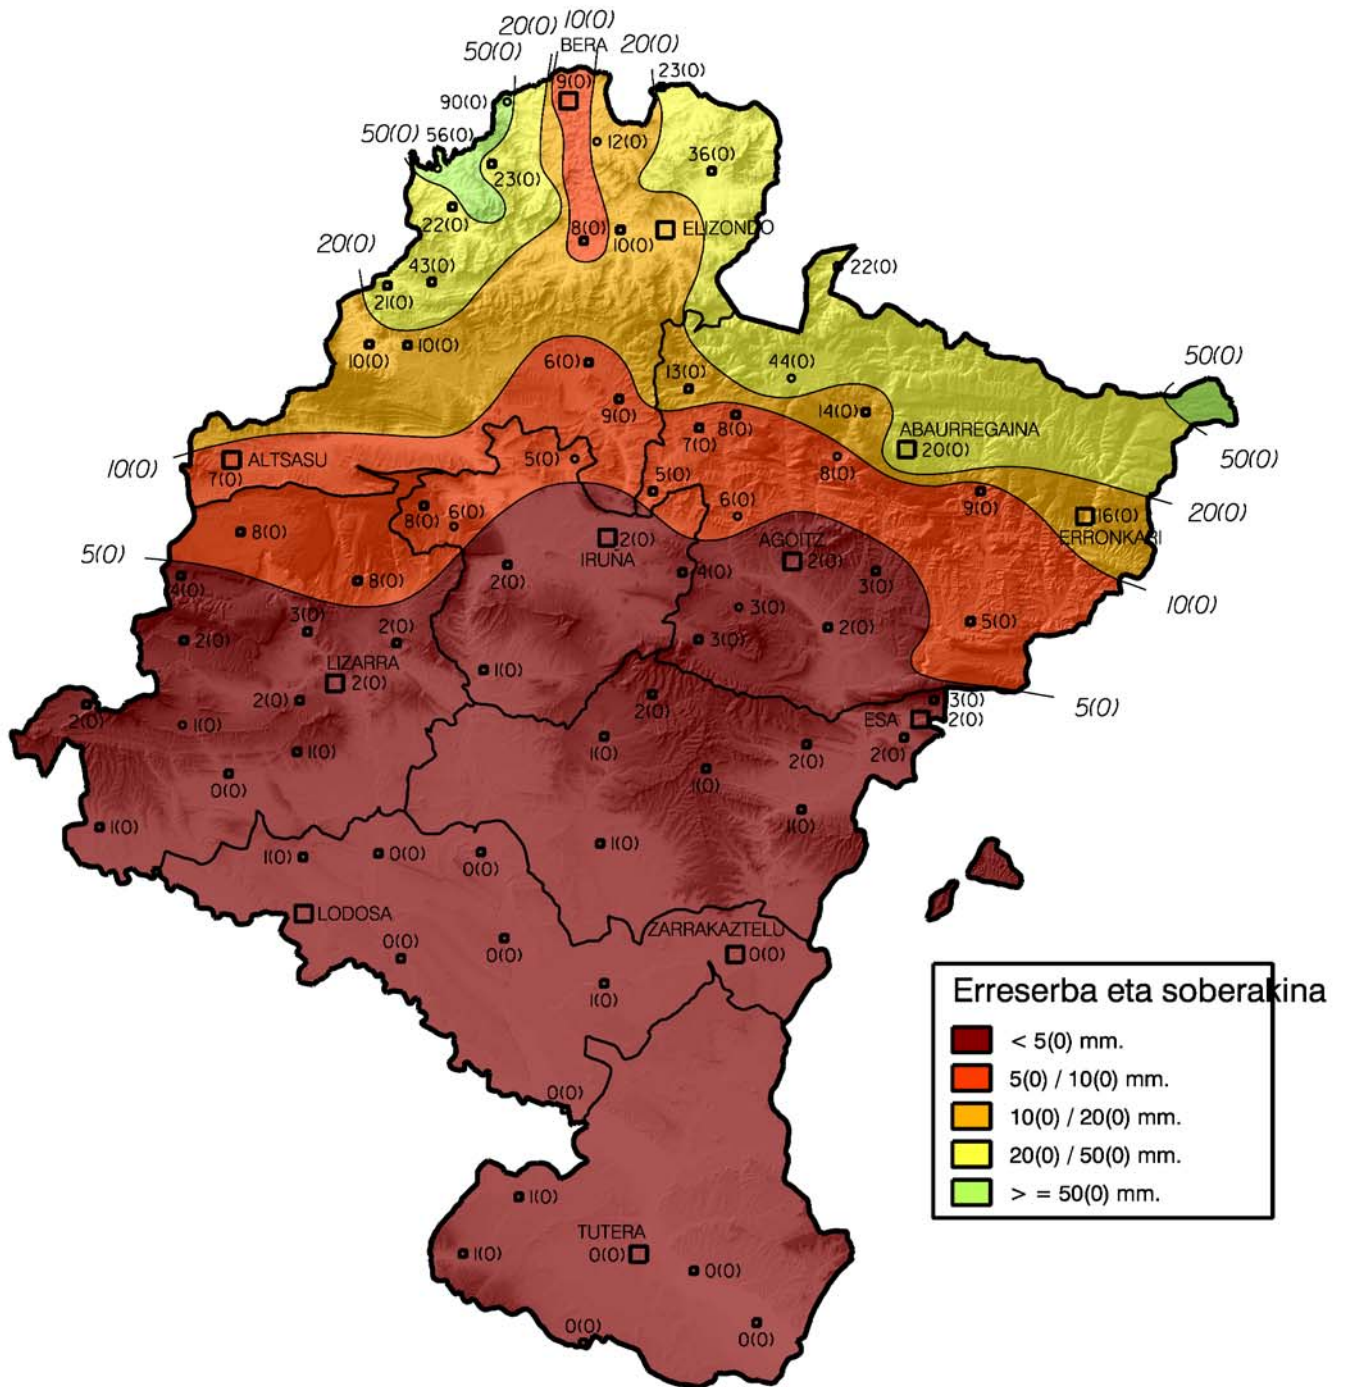 20(0) 10(0)
50(0) BERA 20(0)
9(0) 23(0)
90(0)
50(0) 56(0)
12(0)
36(0)
23(0)
22(0)
8(0) 10(0) ELIZONDO
20(0)
43(0) 22(0)
21(0)
10(0) 10(0)
6(0) 13(0) 44(0) 50(0)
9(0) 14(0)
8(0)
7(0) ABAURREGAINA
10(0) ALTSASU 5(0) 20(0) 50(0)
7(0) 8(0)
5(0)
8(0) 6(0) 6(0) 9(0) 16(0) 20(0)
8(0) 2(0) AGOITZ ERRONKARI
5(0) IRUÑA 2(0)
4(0) 8(0) 2(0) 4(0) 3(0)
3(0) 10(0)
3(0) 2(0) 5(0)
2(0) 2(0) 3(0)
LIZARRA 1(0)
2(0)
2(0) 2(0) 3(0) 5(0)
2(0) 1(0) ESA 2(0)
1(0) 1(0) 2(0) 2(0)
0(0) 1(0)
1(0) 1(0)
1(0) 0(0) 0(0) 1(0)
LODOSA
0(0) 0(0) ZARRAKAZTELU
0(0)
1(0)
Erreserba eta soberakina
< 5(0) mm.
5(0) / 10(0) mm.
10(0) / 20(0) mm.
20(0) / 50(0) mm.
> = 50(0) mm.
0(0)
1(0)
TUTERA
1(0) 0(0)
0(0)
0(0) 0(0)